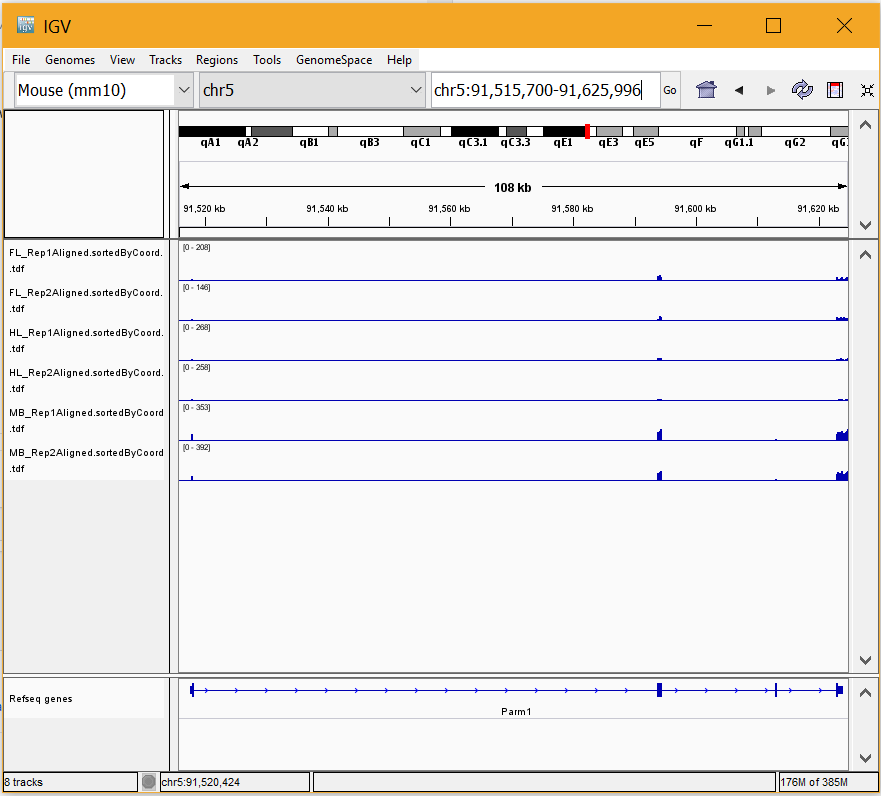 IGV
File Genomes View Tracks Regions Tools GenomeSpace Help
Mouse (mm10) chr5 chr5:91,515,700-91,625,996 Go
qA1 qA2 qB1 qB3 qC1 qC3.1 qC3.3 qE1 qE3 qE5 qF qG1.1 qG2 qG3
108 kb
91,520 kb 91,540 kb 91,560 kb 91,580 kb 91,600 kb 91,620 kb
FL_Rep1Aligned.sortedByCoord.
.tdf
[0 - 208]
FL_Rep2Aligned.sortedByCoord.
.tdf
[0 - 146]
HL_Rep1Aligned.sortedByCoord.
.tdf
[0 - 268]
HL_Rep2Aligned.sortedByCoord.
.tdf
[0 - 258]
MB_Rep1Aligned.sortedByCoord
.tdf
[0 - 353]
MB_Rep2Aligned.sortedByCoord
.tdf
[0 - 392]
Refseq genes
Parm1
8 tracks chr5:91,520,424 176M of 385M